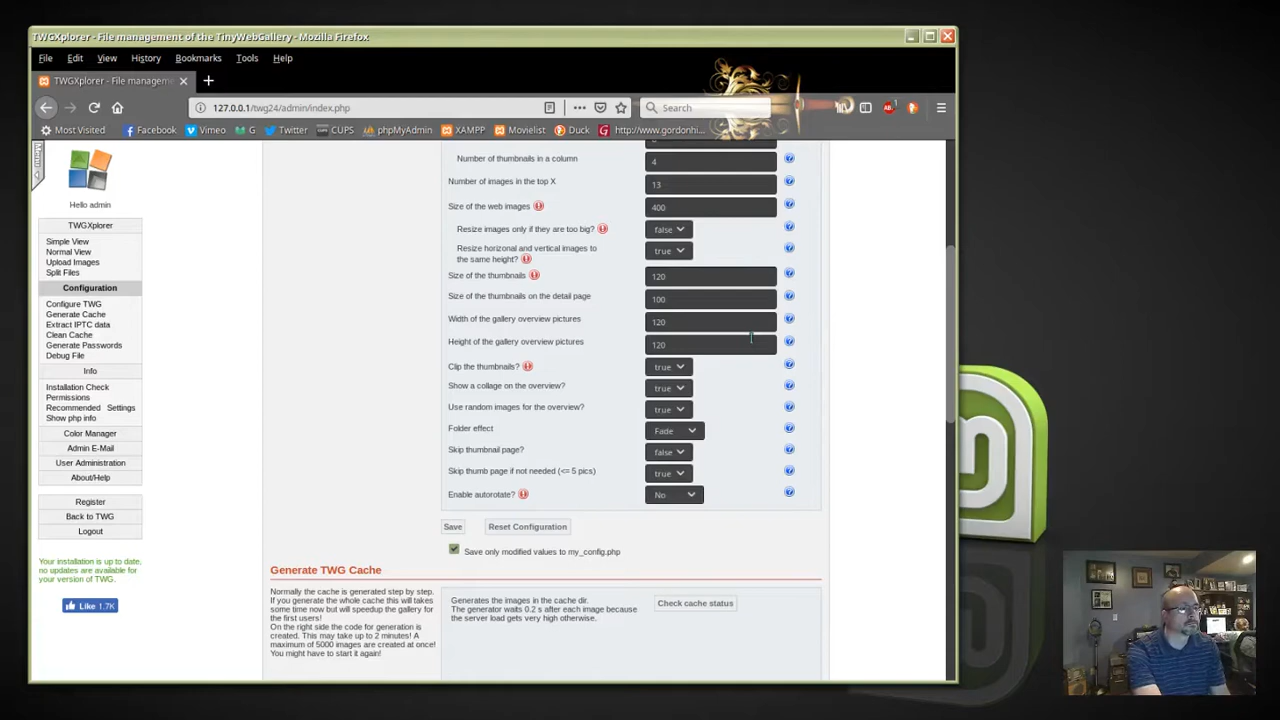 TWGXplorer - File management of the TinyWebGallery - Mozilla Firefox
File Edit View History Bookmarks Tools Help
TWGXplorer - File manageme
127.0.0.1/twg24/admin/index.php
Search
Most Visited Facebook Vimeo G Twitter CUPS phpMyAdmin XAMPP Movielist Duck http://www.gordonhi...
Menu
Hello admin
TWGXplorer
Simple View
Normal View
Upload Images
Split Files
Configuration
Configure TWG
Generate Cache
Extract IPTC data
Clean Cache
Generate Passwords
Debug File
Info
Installation Check
Permissions
Recommended Settings
Show php info
Color Manager
Admin E-Mail
User Administration
About/Help
Register
Back to TWG
Logout
Your installation is up to date,
no updates are available for
your version of TWG.
Like 1.7K
Number of thumbnails in a column 4
Number of images in the top X 13
Size of the web images 400
Resize images only if they are too big? false
Resize horizonal and vertical images to
the same height? true
Size of the thumbnails 120
Size of the thumbnails on the detail page 100
Width of the gallery overview pictures 120
Height of the gallery overview pictures 120
Clip the thumbnails? true
Show a collage on the overview? true
Use random images for the overview? true
Folder effect Fade
Skip thumbnail page? false
Skip thumb page if not needed (<= 5 pics) true
Enable autorotate? No
Save Reset Configuration
Save only modified values to my_config.php
Generate TWG Cache
Normally the cache is generated step by step.
If you generate the whole cache this will takes
some time now but will speedup the gallery for
the first users!
On the right side the code for generation is
created. This may take up to 2 minutes! A
maximum of 5000 images are created at once!
You might have to start it again!
Generates the images in the cache dir.
The generator waits 0.2 s after each image because
the server load gets very high otherwise.
Check cache status